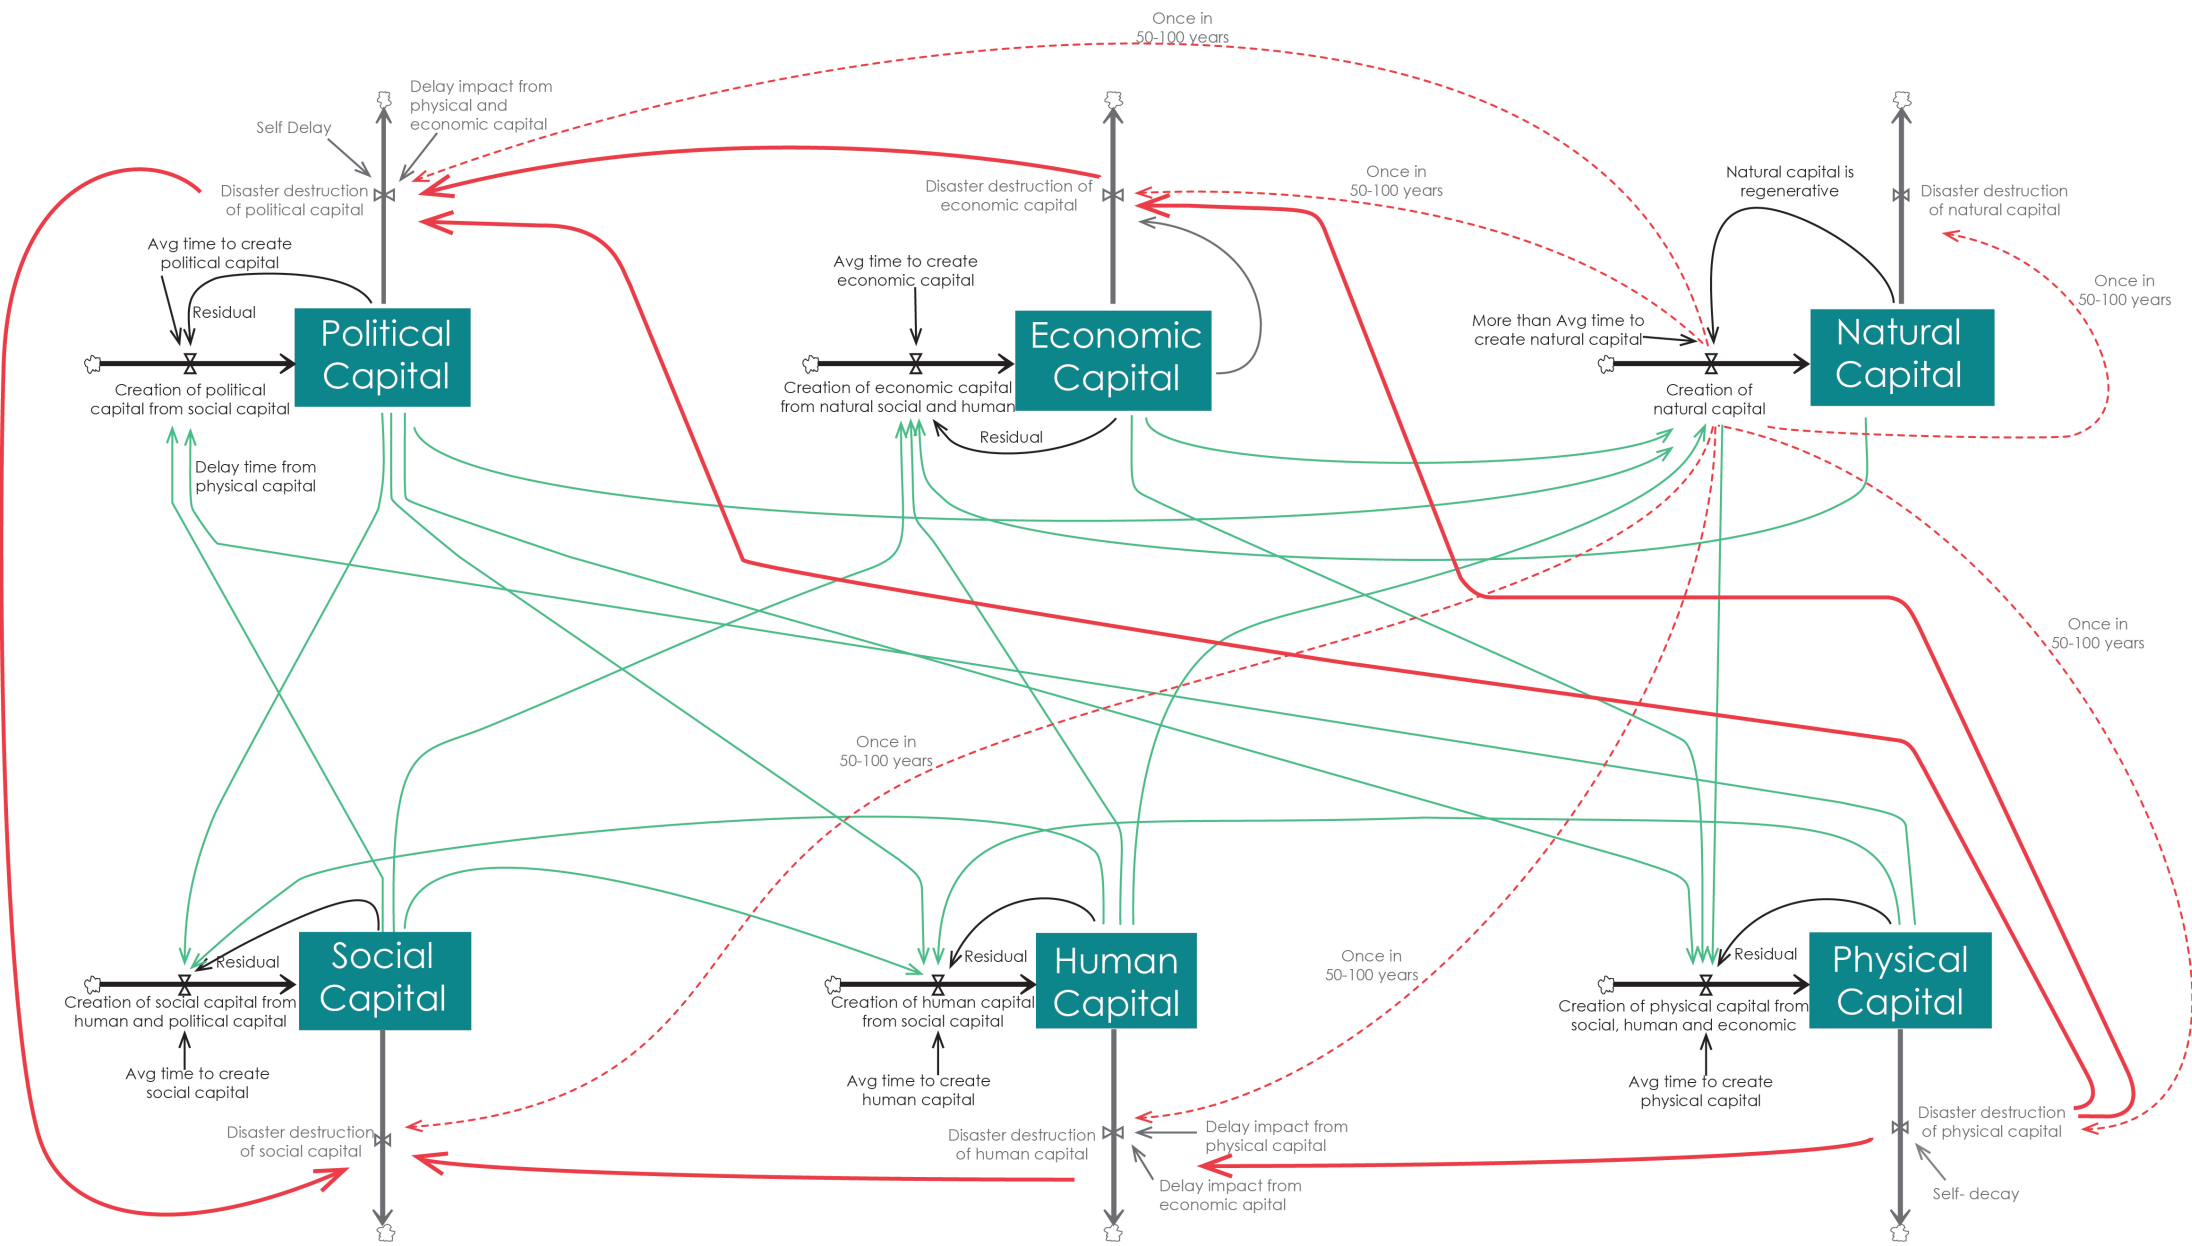 Once in
50-100 years
Delay impact from
physical and
economic capital
Self Delay
Disaster destruction
of political capital
Avg time to create
political capital
Residual
Political
Capital
Creation of political
capital from social capital
Delay time from
physical capital
Disaster destruction of
economic capital
Once in
50-100 years
Avg time to create
economic capital
Economic
Capital
Creation of economic capital
from natural social and human
Residual
Natural capital is
regenerative
Disaster destruction
of natural capital
Once in
50-100 years
More than Avg time to
create natural capital
Natural
Capital
Creation of
natural capital
Once in
50-100 years
Once in
50-100 years
Once in
50-100 years
Residual
Social
Capital
Creation of social capital from
human and political capital
Avg time to create
social capital
Disaster destruction
of social capital
Residual
Human
Capital
Creation of human capital
from social capital
Avg time to create
human capital
Disaster destruction
of human capital
Delay impact from
physical capital
Delay impact from
economic apital
Residual
Physical
Capital
Creation of physical capital from
social, human and economic
Avg time to create
physical capital
Disaster destruction
of physical capital
Self- decay